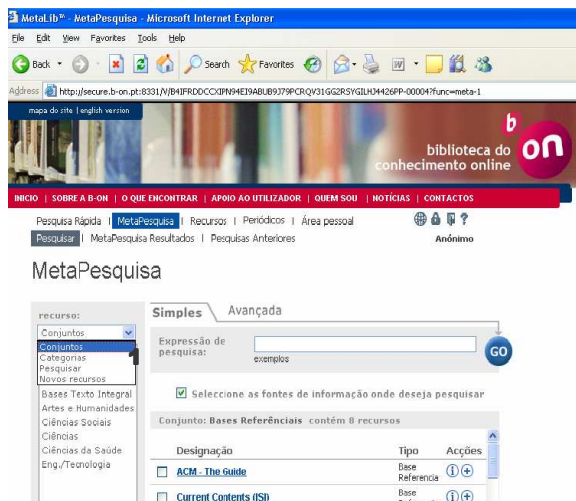 MetaLib™ - MetaPesquisa - Microsoft Internet Explorer
File Edit View Favorites Tools Help
Back Search Favorites
Address http://secure.b-on.pt:8331/V/B4IFRDDCCXIPN94EI9ABUB9J79PCRQV31GG2RSYGILHJ4426PP-00004?func=meta-1
mapa do site | english version
b
on
biblioteca do
conhecimento online
INICIO | SOBRE A B-ON | O QUE ENCONTRAR | APOIO AO UTILIZADOR | QUEM SOU | NOTÍCIAS | CONTACTOS
Pesquisa Rápida | MetaPesquisa | Recursos | Periódicos | Área pessoal
Pesquisar | MetaPesquisa Resultados | Pesquisas Anteriores Anónimo
MetaPesquisa
recurso:
Conjuntos
Conjuntos
Categorias
Pesquisar
Novos recursos
1
Bases Texto Integral
Artes e Humanidades
Ciências Sociais
Ciências
Ciências da Saúde
Eng./Tecnologia
Simples Avançada
Expressão de
pesquisa:
exemplos
GO
Seleccione as fontes de informação onde deseja pesquisar
Conjunto: Bases Referênciais contém 8 recursos
Designação Tipo Acções
ACM - The Guide Base
Referencia
Current Contents (ISI) Base